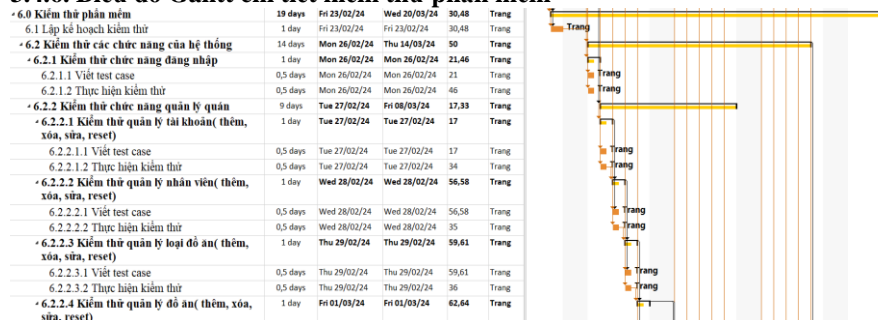 3.4.6. Biểu đồ Gantt chi tiết kiểm thử phần mềm
6.0 Kiểm thử phần mềm 19 days Fri 23/02/24 Wed 20/03/24 30,48 Trang
6.1 Lập kế hoạch kiểm thử 1 day Fri 23/02/24 Fri 23/02/24 30,48 Trang Trang
6.2 Kiểm thử các chức năng của hệ thống 14 days Mon 26/02/24 Thu 14/03/24 50 Trang
6.2.1 Kiểm thử chức năng đăng nhập 1 day Mon 26/02/24 Mon 26/02/24 21,46 Trang
6.2.1.1 Viết test case 0,5 days Mon 26/02/24 Mon 26/02/24 21 Trang Trang
6.2.1.2 Thực hiện kiểm thử 0,5 days Mon 26/02/24 Mon 26/02/24 46 Trang Trang
6.2.2 Kiểm thử chức năng quản lý quán 9 days Tue 27/02/24 Fri 08/03/24 17,33 Trang
6.2.2.1 Kiểm thử quản lý tài khoản( thêm, 1 day Tue 27/02/24 Tue 27/02/24 17 Trang
xóa, sửa, reset)
6.2.2.1.1 Viết test case 0,5 days Tue 27/02/24 Tue 27/02/24 17 Trang Trang
6.2.2.1.2 Thực hiện kiểm thử 0,5 days Tue 27/02/24 Tue 27/02/24 34 Trang Trang
6.2.2.2 Kiểm thử quản lý nhân viên( thêm, 1 day Wed 28/02/24 Wed 28/02/24 56,58 Trang
xóa, sửa, reset)
6.2.2.2.1 Viết test case 0,5 days Wed 28/02/24 Wed 28/02/24 56,58 Trang Trang
6.2.2.2.2 Thực hiện kiểm thử 0,5 days Wed 28/02/24 Wed 28/02/24 35 Trang Trang
6.2.2.3 Kiểm thử quản lý loại đồ ăn( thêm, 1 day Thu 29/02/24 Thu 29/02/24 59,61 Trang
xóa, sửa, reset)
6.2.2.3.1 Viết test case 0,5 days Thu 29/02/24 Thu 29/02/24 59,61 Trang Trang
6.2.2.3.2 Thực hiện kiểm thử 0,5 days Thu 29/02/24 Thu 29/02/24 36 Trang Trang
6.2.2.4 Kiểm thử quản lý đồ ăn( thêm, xóa, 1 day Fri 01/03/24 Fri 01/03/24 62,64 Trang
sửa, reset)